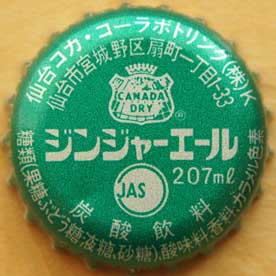 仙台コカ・コーラボトリング(株)K
仙台市宮城野区扇町一丁目1-33
CANADA
DRY
®
ジンジャーエール
JAS
207ml
炭酸飲料
糖類(果糖ぶどう糖液糖、砂糖)、酸味料、香料、カラメル色素